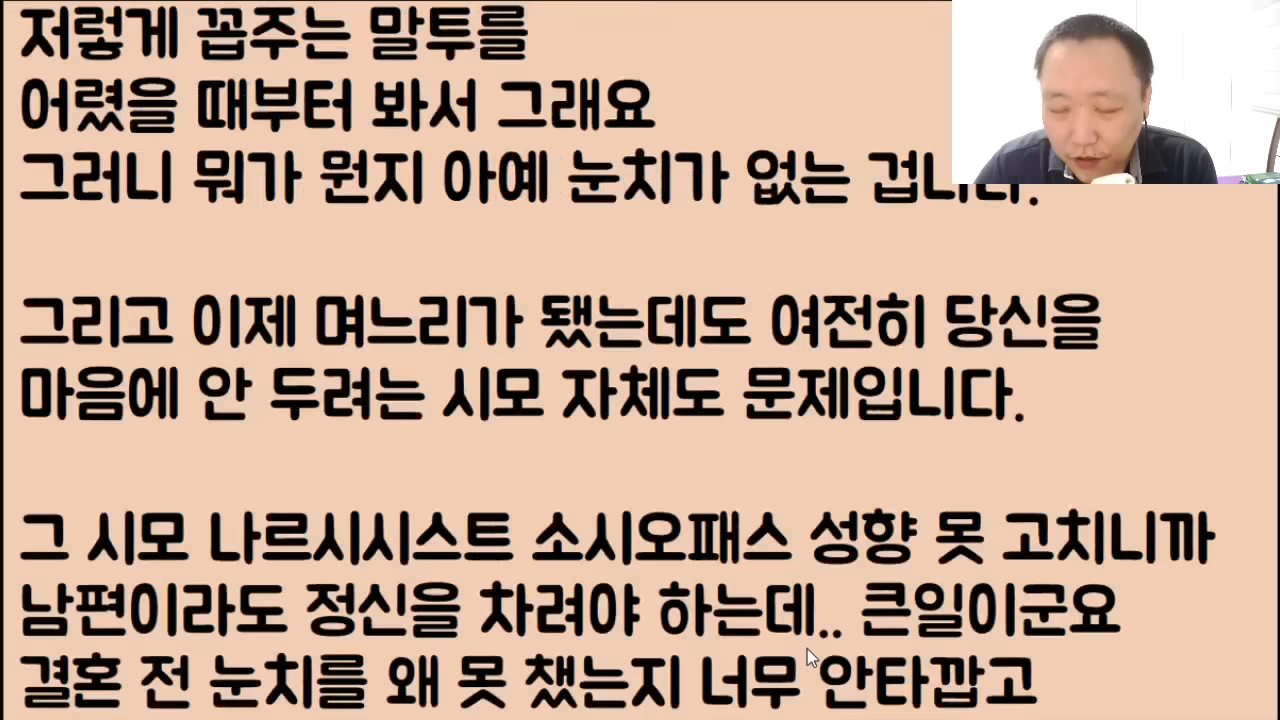 저렇게 꼽주는 말투를
어렸을 때부터 봐서 그래요
그러니 뭐가 뭔지 아예 눈치가 없는 겁니다.
그리고 이제 며느리가 됐는데도 여전히 당신을
마음에 안 두려는 시모 자체도 문제입니다.
그 시모 나르시시스트 소시오패스 성향 못 고치니까
남편이라도 정신을 차려야 하는데.. 큰일이군요
결혼 전 눈치를 왜 못 챘는지 너무 안타깝고